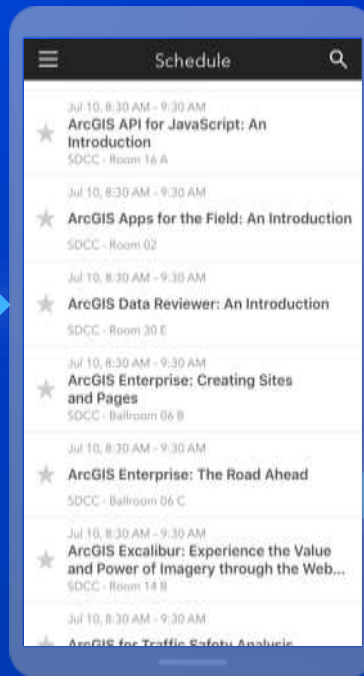 Schedule
Jul 10, 8:30 AM - 9:30 AM
ArcGIS API for JavaScript: An
Introduction
SDCC - Room 16 A
Jul 10, 8:30 AM - 9:30 AM
ArcGIS Apps for the Field: An Introduction
SDCC - Room 02
Jul 10, 8:30 AM - 9:30 AM
ArcGIS Data Reviewer: An Introduction
SDCC - Room 30 E
Jul 10, 8:30 AM - 9:30 AM
ArcGIS Enterprise: Creating Sites
and Pages
SDCC - Ballroom 06 B
Jul 10, 8:30 AM - 9:30 AM
ArcGIS Enterprise: The Road Ahead
SDCC - Ballroom 06 C
Jul 10, 8:30 AM - 9:30 AM
ArcGIS Excalibur: Experience the Value
and Power of Imagery through the Web...
SDCC - Room 14 B
Jul 10, 8:30 AM - 9:30 AM
ArcGIS for Traffic Safety Analysis